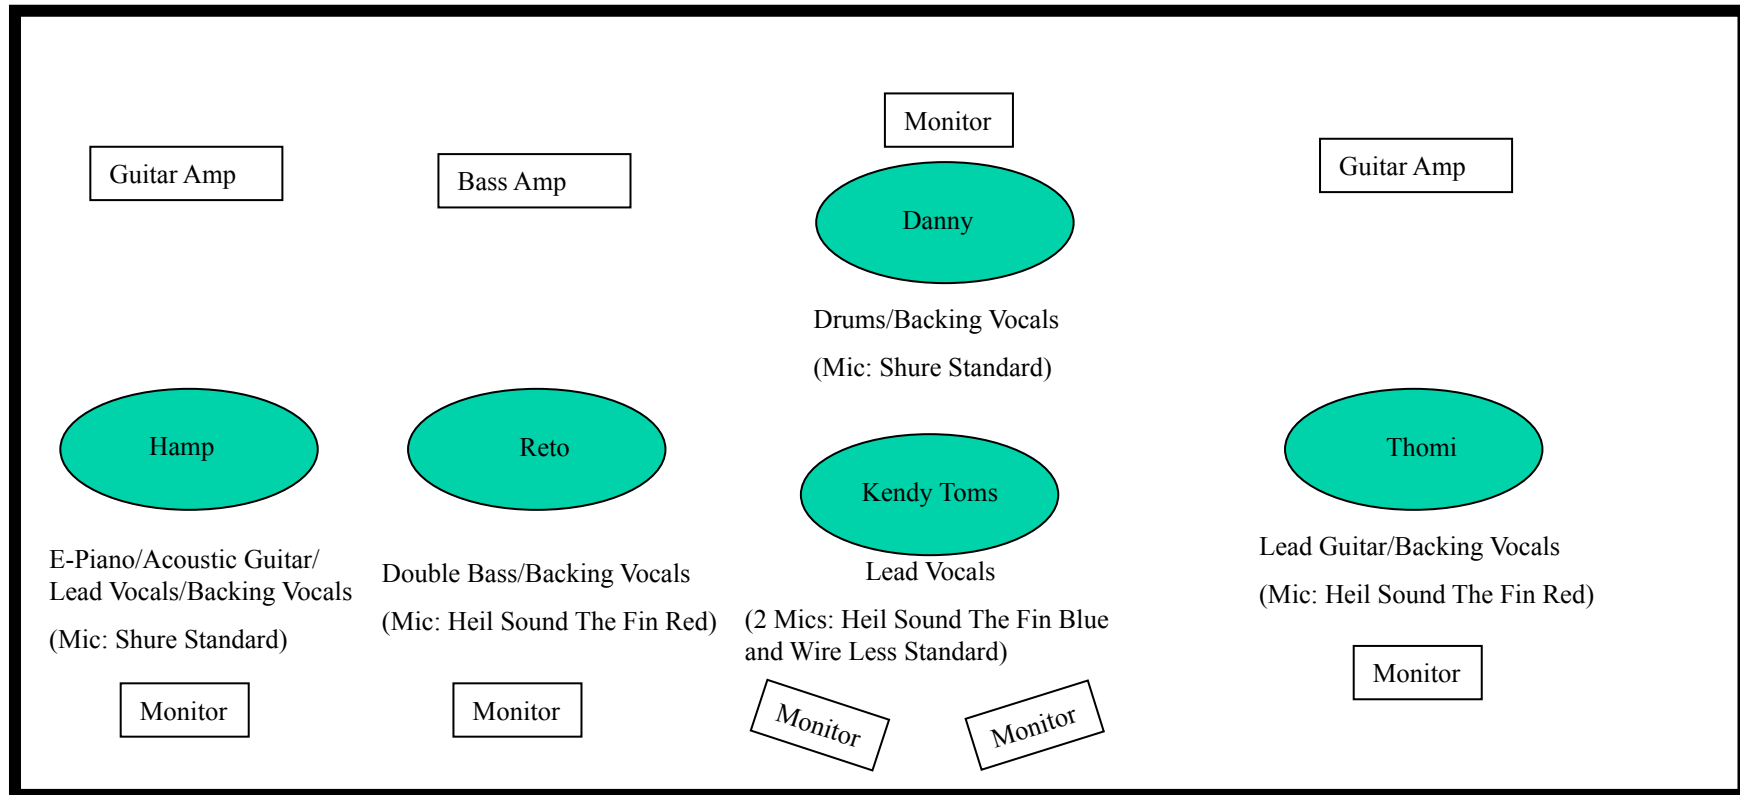 Monitor
Guitar Amp
Bass Amp
Guitar Amp
Danny
Drums/Backing Vocals
(Mic: Shure Standard)
Hamp
Reto
Kendy Toms
Thomi
E-Piano/Acoustic Guitar/
Lead Vocals/Backing Vocals
(Mic: Shure Standard)
Double Bass/Backing Vocals
(Mic: Heil Sound The Fin Red)
Lead Vocals
(2 Mics: Heil Sound The Fin Blue
and Wire Less Standard)
Lead Guitar/Backing Vocals
(Mic: Heil Sound The Fin Red)
Monitor
Monitor
Monitor
Monitor
Monitor